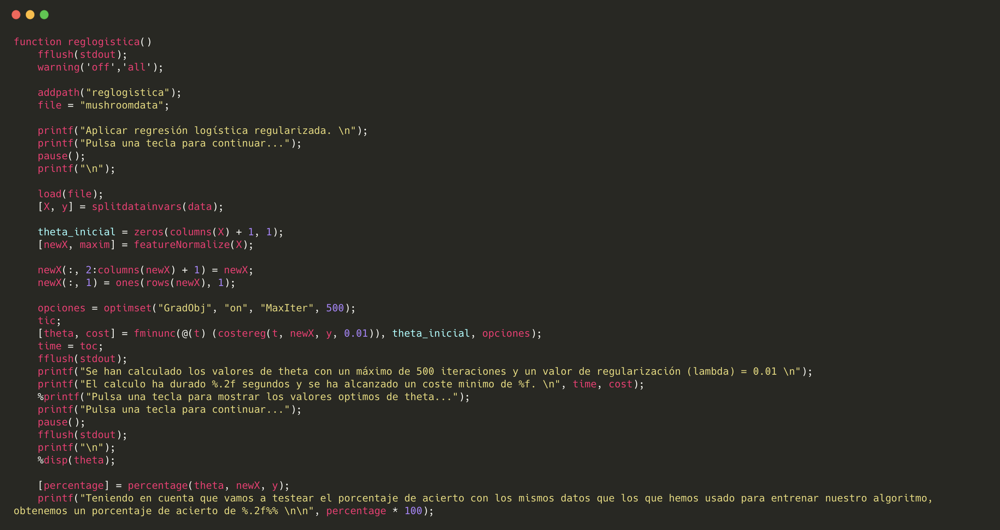 function reglogistica()
    fflush(stdout);
    warning('off','all');

    addpath("reglogistica");
    file = "mushroomdata";

    printf("Aplicar regresión logística regularizada. \n");
    printf("Pulsa una tecla para continuar...");
    pause();
    printf("\n");

    load(file);
    [X, y] = splitdatainvars(data);

    theta_inicial = zeros(columns(X) + 1, 1);
    [newX, maxim] = featureNormalize(X);

    newX(:, 2:columns(newX) + 1) = newX;
    newX(:, 1) = ones(rows(newX), 1);

    opciones = optimset("GradObj", "on", "MaxIter", 500);
    tic;
    [theta, cost] = fminunc(@(t) (costereg(t, newX, y, 0.01)), theta_inicial, opciones);
    time = toc;
    fflush(stdout);
    printf("Se han calculado los valores de theta con un máximo de 500 iteraciones y un valor de regularización (lambda) = 0.01 \n");
    printf("El calculo ha durado %.2f segundos y se ha alcanzado un coste minimo de %f. \n", time, cost);
    %printf("Pulsa una tecla para mostrar los valores optimos de theta...");
    printf("Pulsa una tecla para continuar...");
    pause();
    fflush(stdout);
    printf("\n");
    %disp(theta);

    [percentage] = percentage(theta, newX, y);
    printf("Teniendo en cuenta que vamos a testear el porcentaje de acierto con los mismos datos que los que hemos usado para entrenar nuestro algoritmo,
obtenemos un porcentaje de acierto de %.2f%% \n\n", percentage * 100);